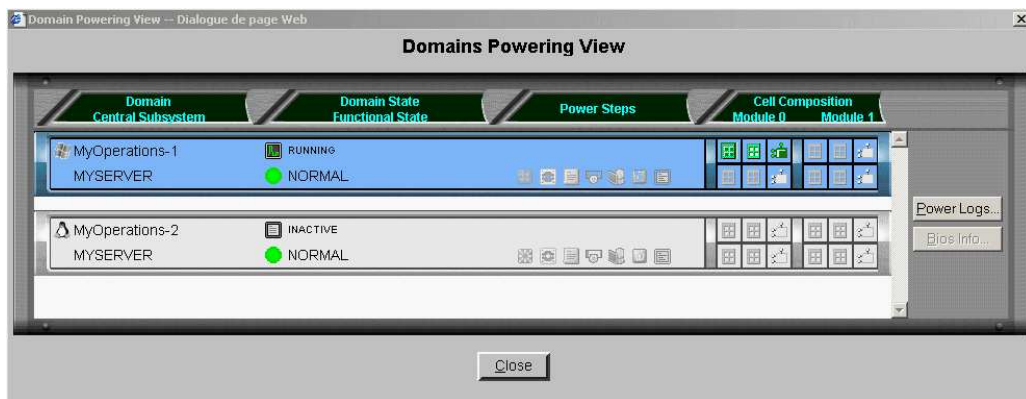 Domain Powering View -- Dialogue de page Web
Domains Powering View
Domain
Central Subsystem
Domain State
Functional State
Power Steps
Cell Composition
Module 0 Module 1
MyOperations-1 RUNNING
MYSERVER NORMAL
MyOperations-2 INACTIVE
MYSERVER NORMAL
Power Logs...
Bios Info...
Close